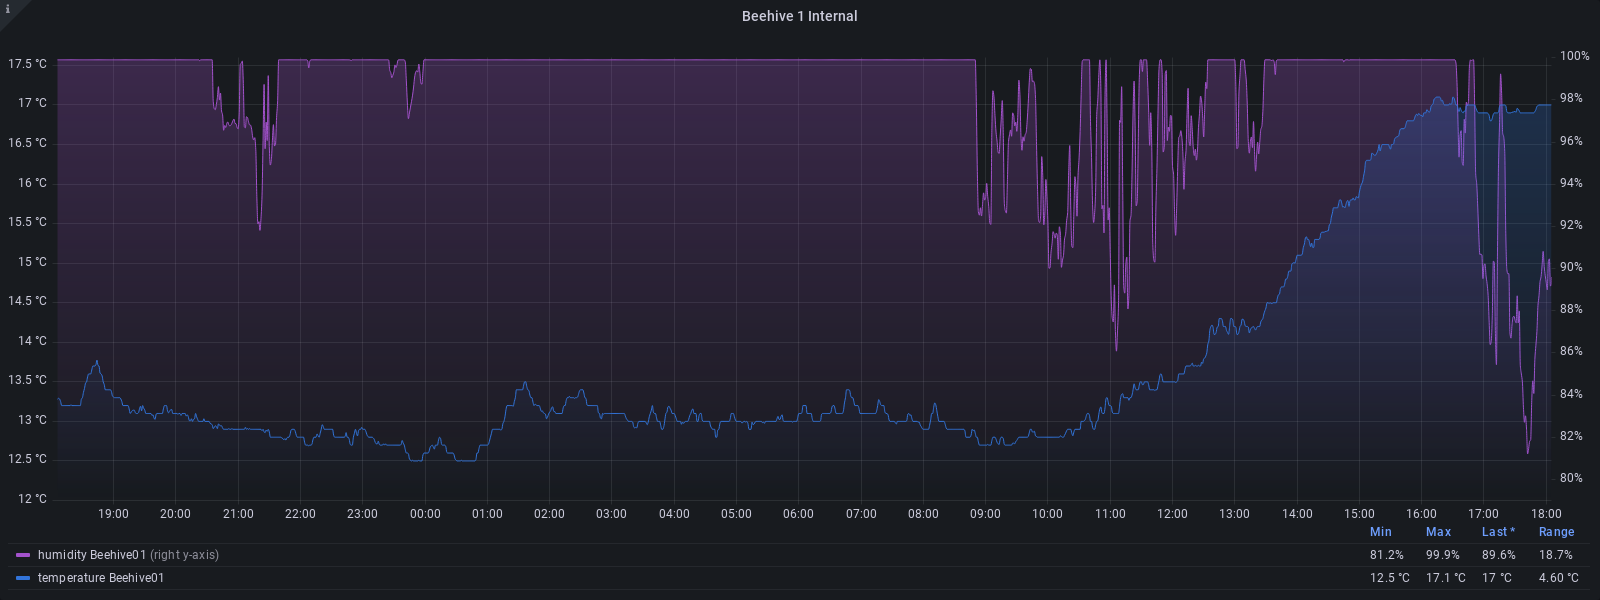 i
Beehive 1 Internal
17.5 °C
17 °C
16.5 °C
16 °C
15.5 °C
15 °C
14.5 °C
14 °C
13.5 °C
13 °C
12.5 °C
12 °C
100%
98%
96%
94%
92%
90%
88%
86%
84%
82%
80%
19:00 20:00 21:00 22:00 23:00 00:00 01:00 02:00 03:00 04:00 05:00 06:00 07:00 08:00 09:00 10:00 11:00 12:00 13:00 14:00 15:00 16:00 17:00 18:00
Min Max Last * Range
humidity Beehive01 (right y-axis) 81.2% 99.9% 89.6% 18.7%
temperature Beehive01 12.5 °C 17.1 °C 17 °C 4.60 °C